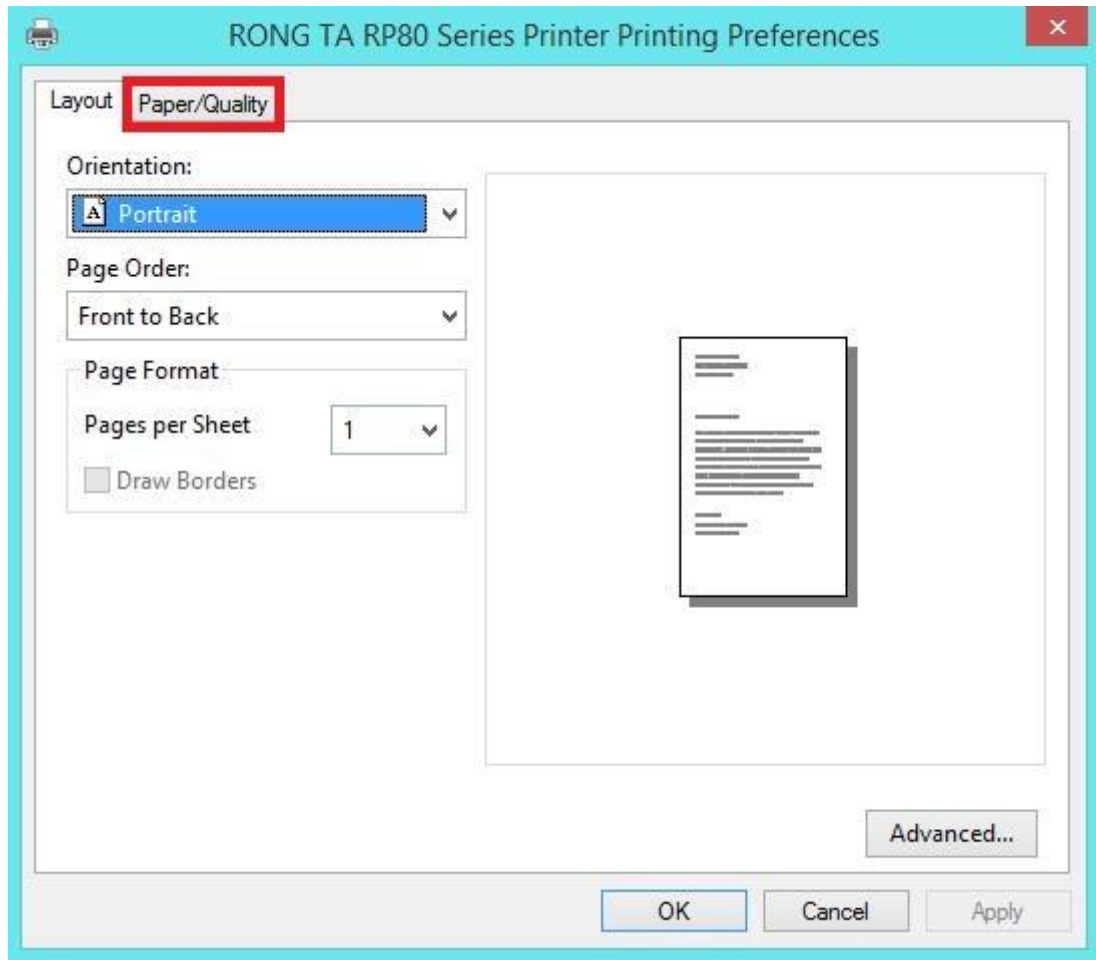 RONG TA RP80 Series Printer Printing Preferences
Layout Paper/Quality
Orientation:
A Portrait
Page Order:
Front to Back
Page Format
Pages per Sheet 1
Draw Borders
Advanced...
OK Cancel Apply